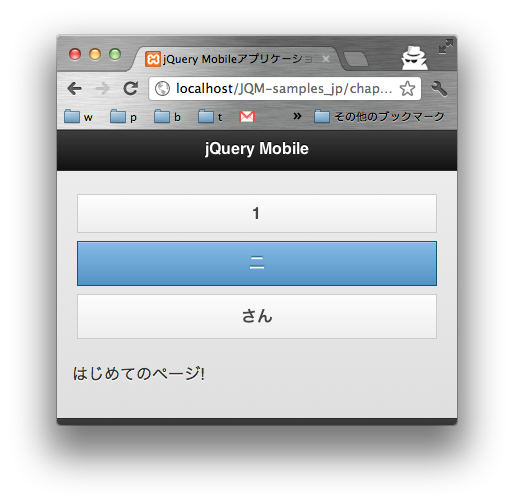 jQuery Mobileアプリケーショ
localhost/JQM-samples_jp/chap...
w p b t » その他のブックマーク
jQuery Mobile
1
二
さん
はじめてのページ!